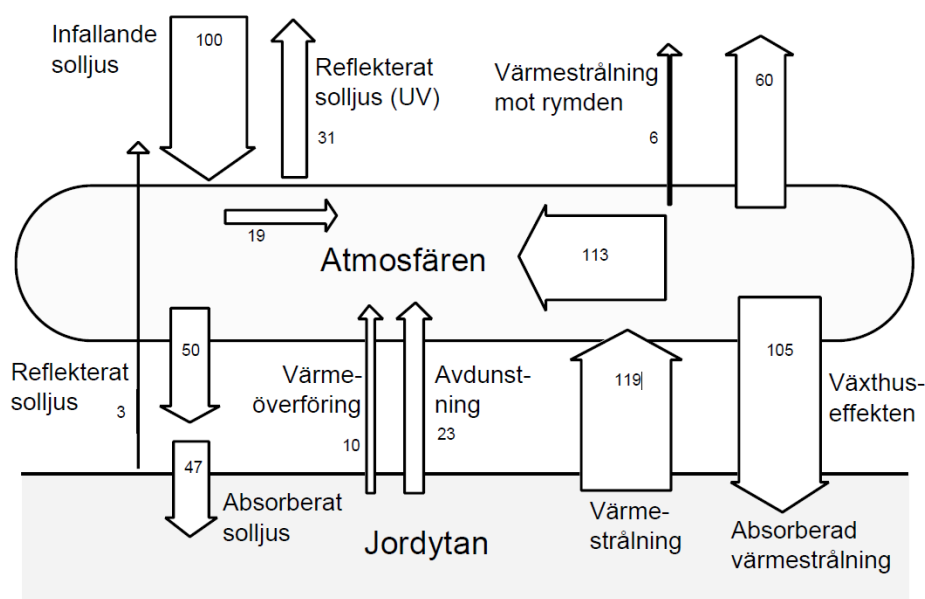 Infallande
solljus
100
Reflekterat
solljus (UV)
31
Värmestrålning
mot rymden
6
60
19
Atmosfären
113
50
Reflekterat
solljus
3
Värme-
överföring
10
Avdunst-
ning
23
119
105
Växthus-
effekten
47
Absorberat
solljus
Jordytan
Värme-
strålning
Absorberad
värmestrålning